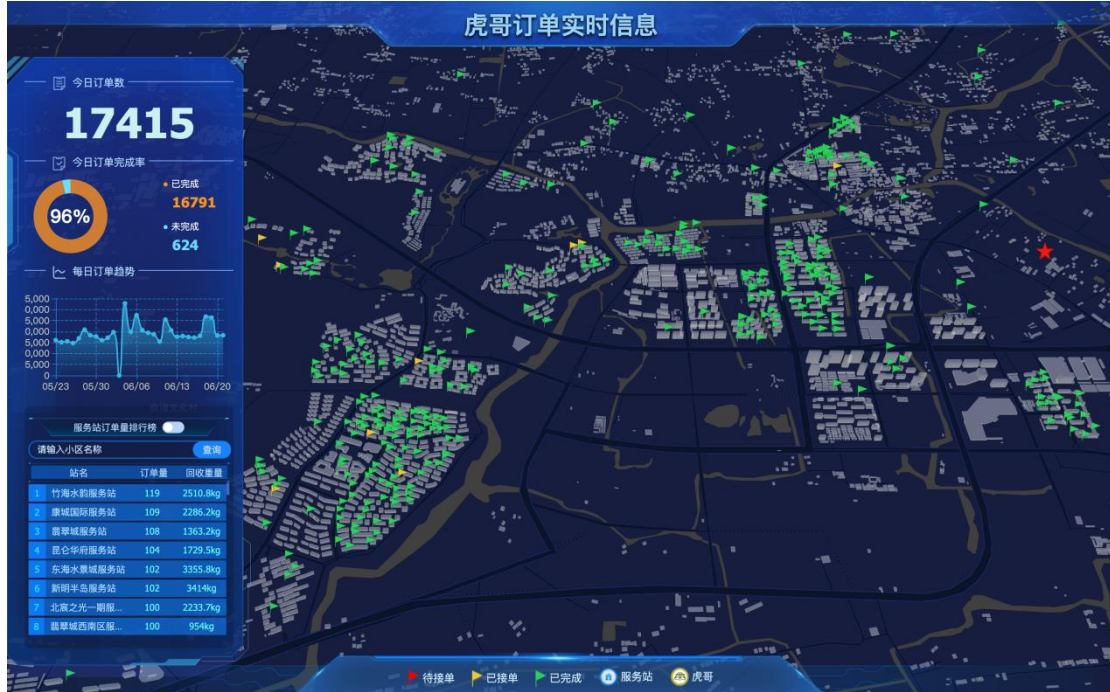 虎哥订单实时信息
今日订单数
17415
今日订单完成率
96%
已完成
16791
未完成
624
每日订单趋势
5,000
0,000
5,000
0,000
5,000
0,000
5,000
0
05/23 05/30 06/06 06/13 06/20
服务站订单量排行榜
请输入小区名称 查询
站名 订单量 回收重量
1 竹海水韵服务站 119 2510.8kg
2 康城国际服务站 109 2286.2kg
3 翡翠城服务站 108 1363.2kg
4 昆仑华府服务站 104 1729.5kg
5 东海水景城服务站 102 3355.8kg
6 新明半岛服务站 102 3414kg
7 北宸之光一期服... 100 2233.7kg
8 翡翠城西南区服... 100 954kg
待接单 已接单 已完成 服务站 虎哥